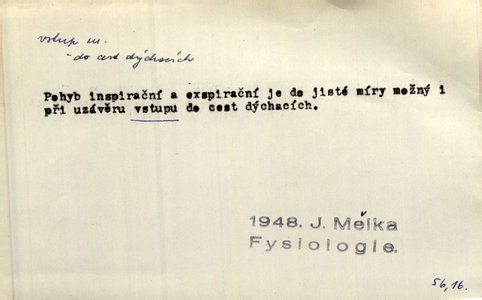 vstup m.
- do cest dýchacích
Pohyb inspirační a exspirační je do jisté míry možný i
při uzávěru vstupu do cest dýchacích.
1948. J. Mělka
Fysiologie.
56,16.